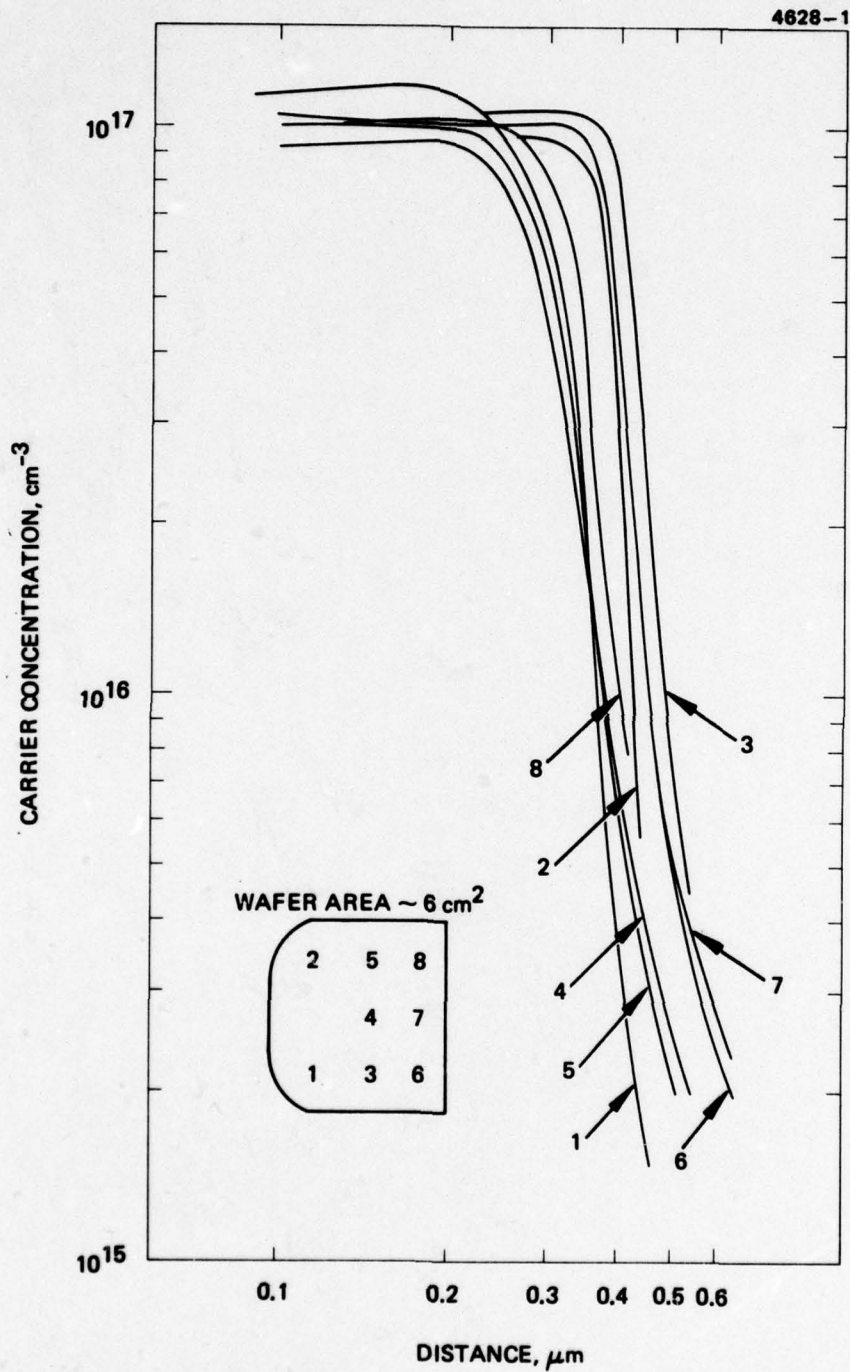 4628-1
10¹⁷
CARRIER CONCENTRATION, cm⁻³
10¹⁶
3
8
2
WAFER AREA ~ 6 cm²
2 5 8
4 7
1 3 6
4
7
5
1
6
10¹⁵
0.1 0.2 0.3 0.4 0.5 0.6
DISTANCE, μm